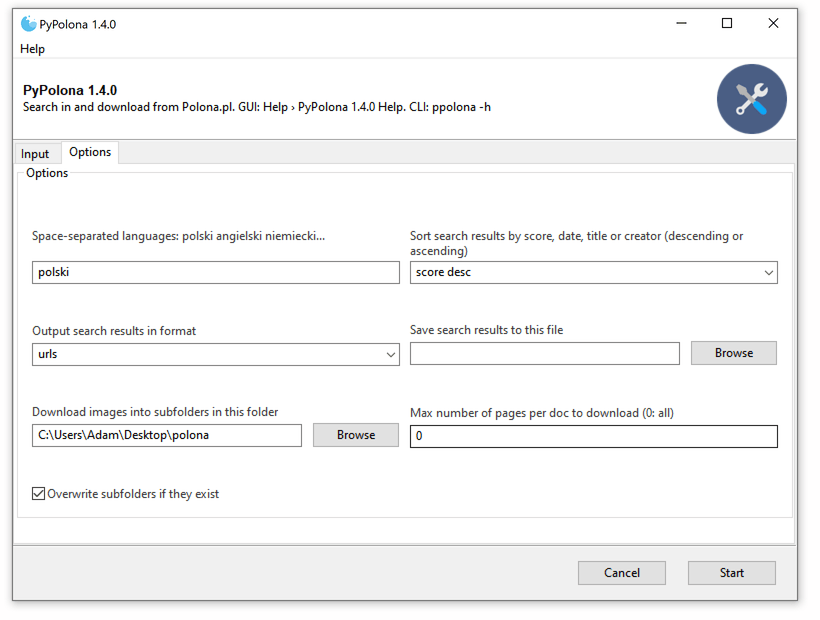 PyPolona 1.4.0
Help
PyPolona 1.4.0
Search in and download from Polona.pl. GUI: Help › PyPolona 1.4.0 Help. CLI: ppolona -h
Input
Options
Options
Space-separated languages: polski angielski niemiecki...
polski
Sort search results by score, date, title or creator (descending or
ascending)
score desc
Output search results in format
urls
Save search results to this file
Browse
Download images into subfolders in this folder
C:\Users\Adam\Desktop\polona
Browse
Max number of pages per doc to download (0: all)
0
Overwrite subfolders if they exist
Cancel
Start